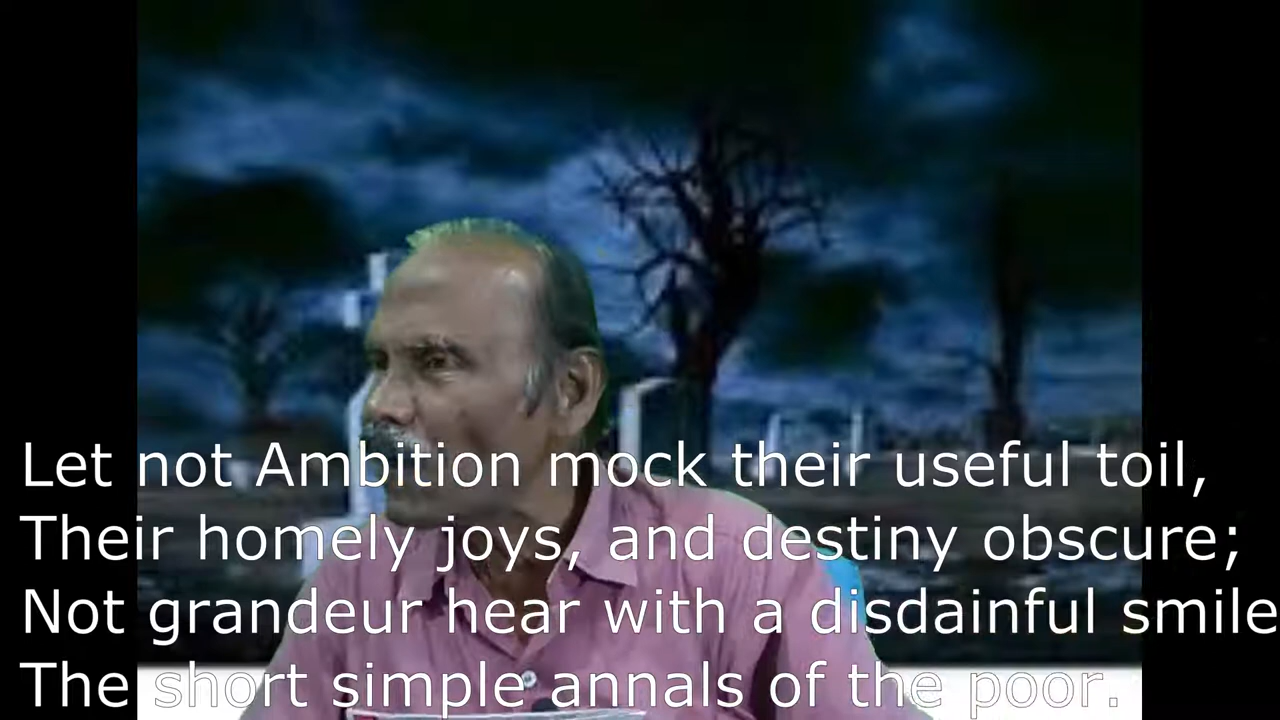 Let not Ambition mock their useful toil,
Their homely joys, and destiny obscure;
Not grandeur hear with a disdainful smile
The short simple annals of the poor.